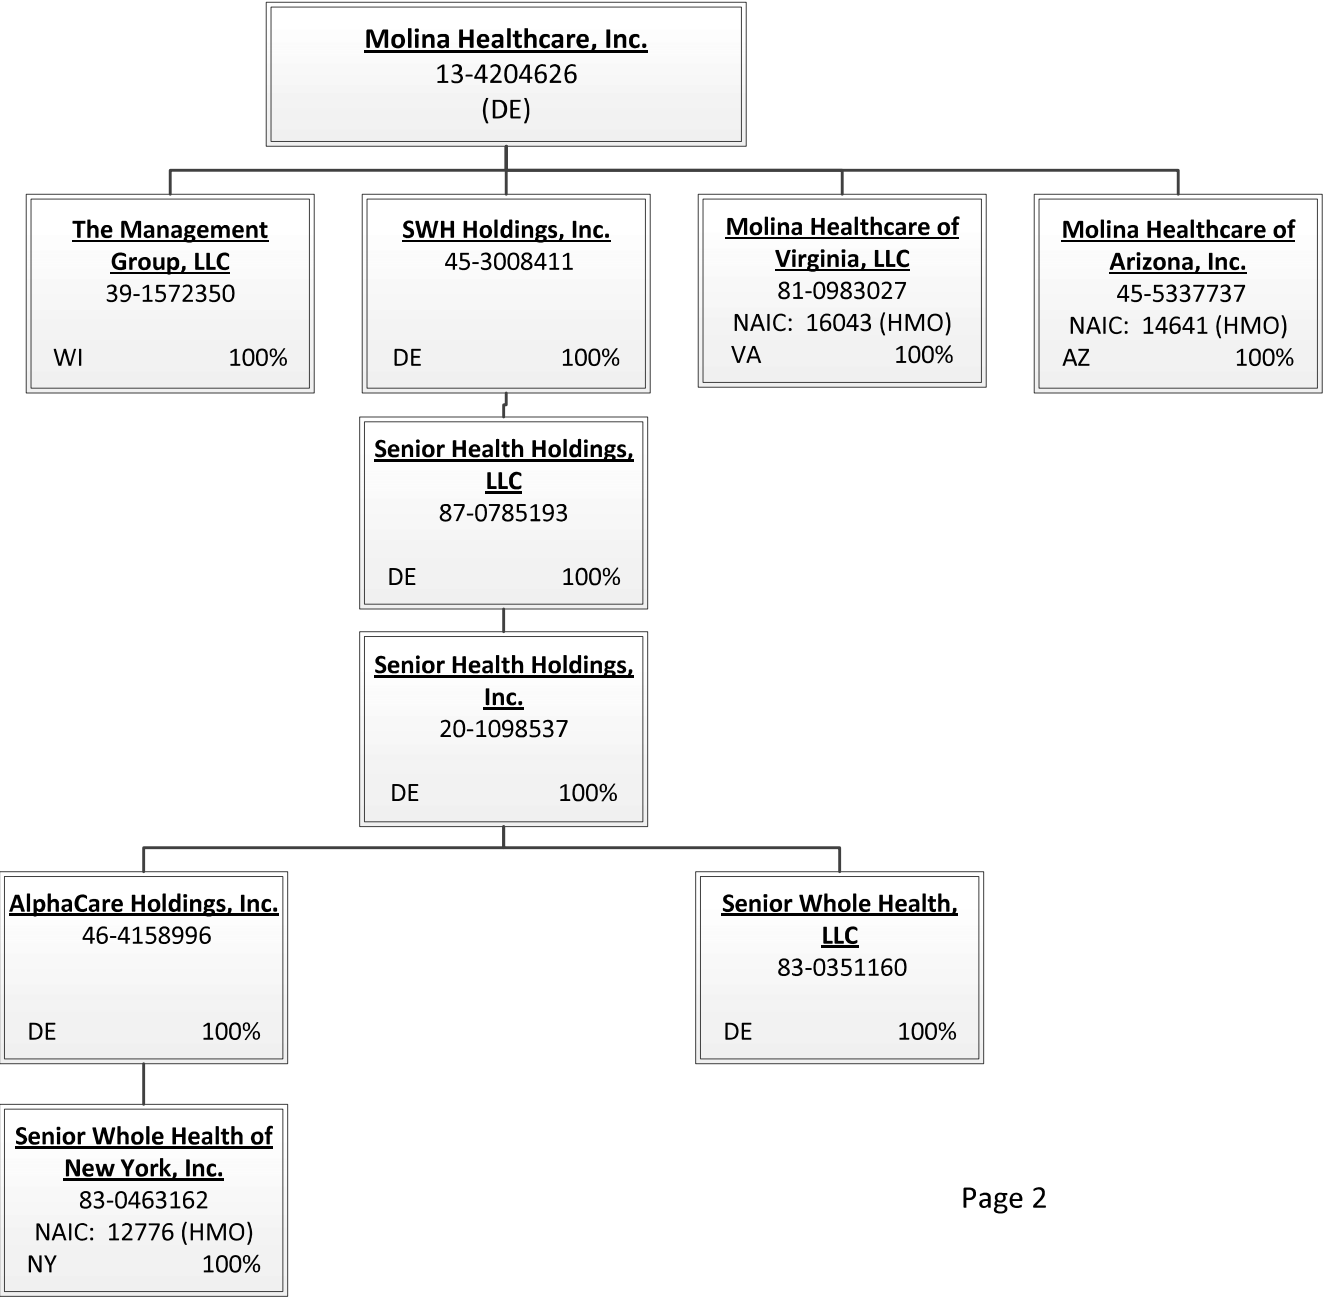 Molina Healthcare, Inc.
13-4204626
(DE)
The Management
Group, LLC
39-1572350
WI 100%
SWH Holdings, Inc.
45-3008411
DE 100%
Molina Healthcare of
Virginia, LLC
81-0983027
NAIC: 16043 (HMO)
VA 100%
Molina Healthcare of
Arizona, Inc.
45-5337737
NAIC: 14641 (HMO)
AZ 100%
Senior Health Holdings,
LLC
87-0785193
DE 100%
Senior Health Holdings,
Inc.
20-1098537
DE 100%
AlphaCare Holdings, Inc.
46-4158996
DE 100%
Senior Whole Health,
LLC
83-0351160
DE 100%
Senior Whole Health of
New York, Inc.
83-0463162
NAIC: 12776 (HMO)
NY 100%
Page 2